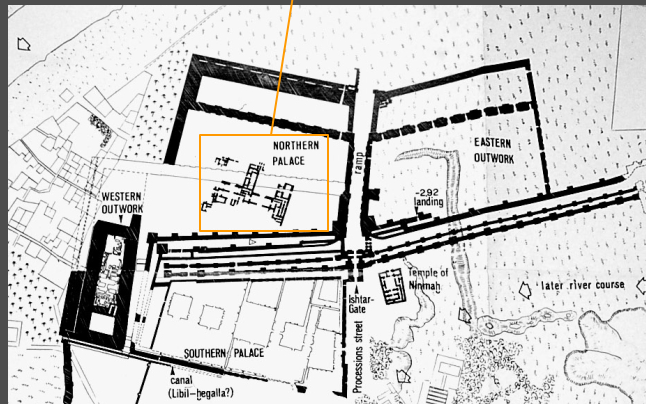 NORTHERN
PALACE
EASTERN
OUTWORK
ramp
-2.92
landing
WESTERN
OUTWORK
Temple of
Ninmah
later river course
Ishtar-
Gate
Processions street
SOUTHERN PALACE
canal
(Libil-hegalla?)